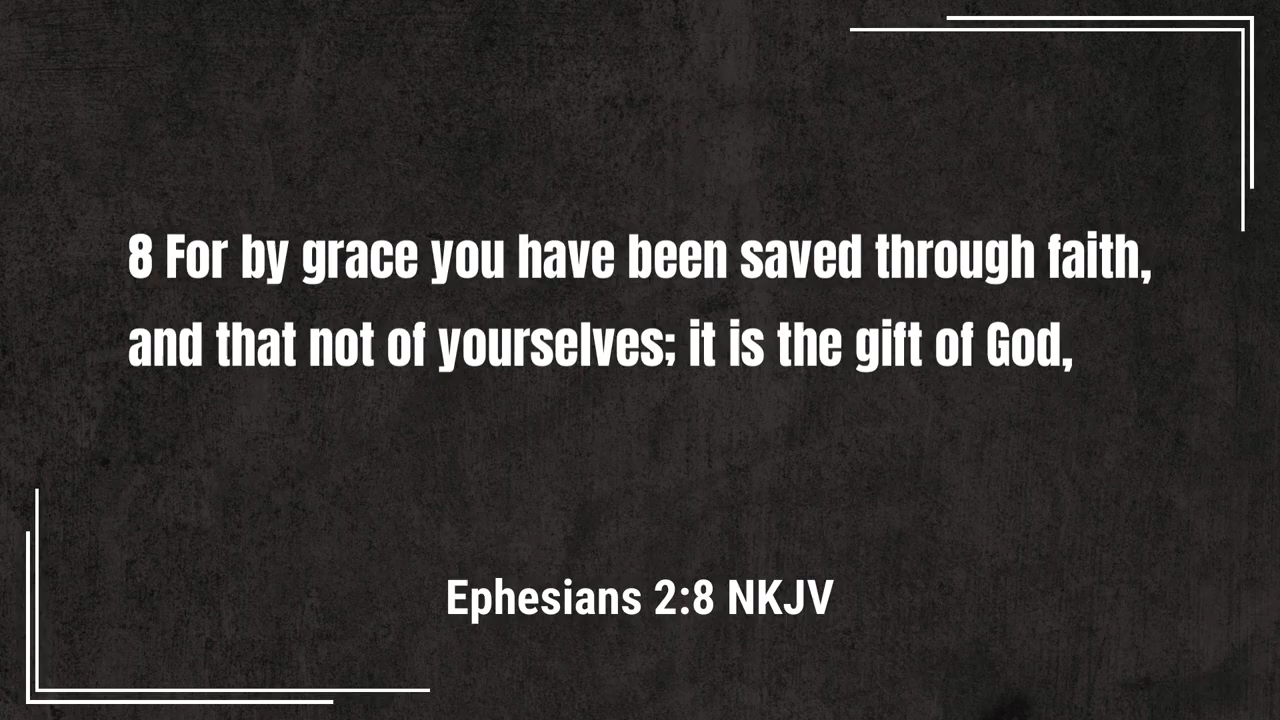 8 For by grace you have been saved through faith,
and that not of yourselves; it is the gift of God,
Ephesians 2:8 NKJV